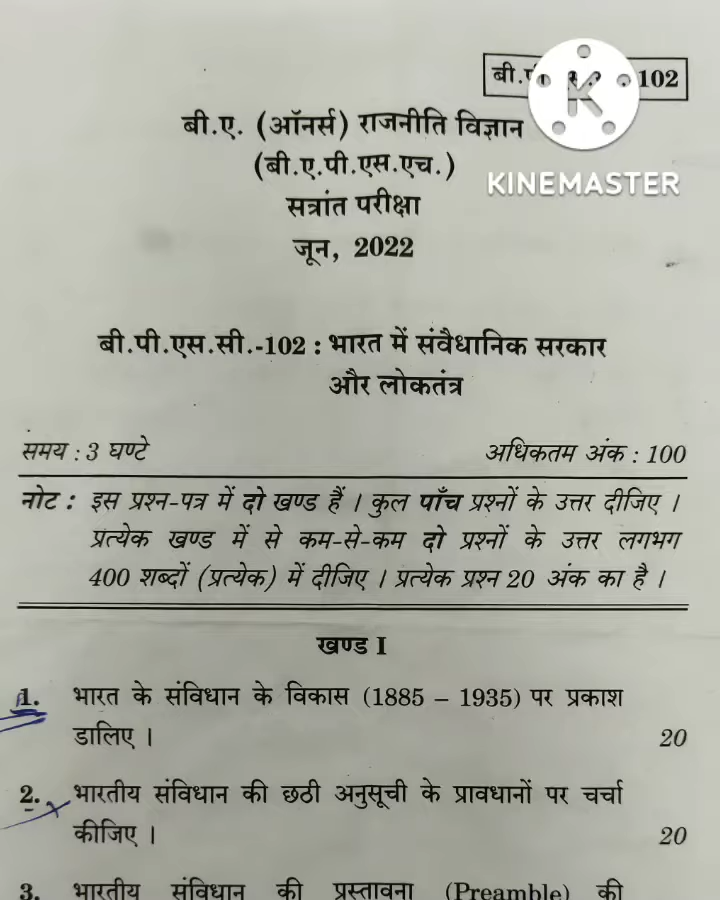 102
KINEMASTER
बी.ए. (ऑनर्स) राजनीति विज्ञान
(बी.ए.पी.एस.एच.)
सत्रांत परीक्षा
जून, 2022
बी.पी.एस.सी.-102 : भारत में संवैधानिक सरकार
और लोकतंत्र
समय : 3 घण्टे अधिकतम अंक : 100
नोट : इस प्रश्न-पत्र में दो खण्ड हैं । कुल पाँच प्रश्नों के उत्तर दीजिए ।
प्रत्येक खण्ड में से कम-से-कम दो प्रश्नों के उत्तर लगभग
400 शब्दों (प्रत्येक) में दीजिए । प्रत्येक प्रश्न 20 अंक का है ।
खण्ड I
1. भारत के संविधान के विकास (1885 – 1935) पर प्रकाश
डालिए । 20
2. भारतीय संविधान की छठी अनुसूची के प्रावधानों पर चर्चा
कीजिए । 20
3. भारतीय संविधान की प्रस्तावना (Preamble) की